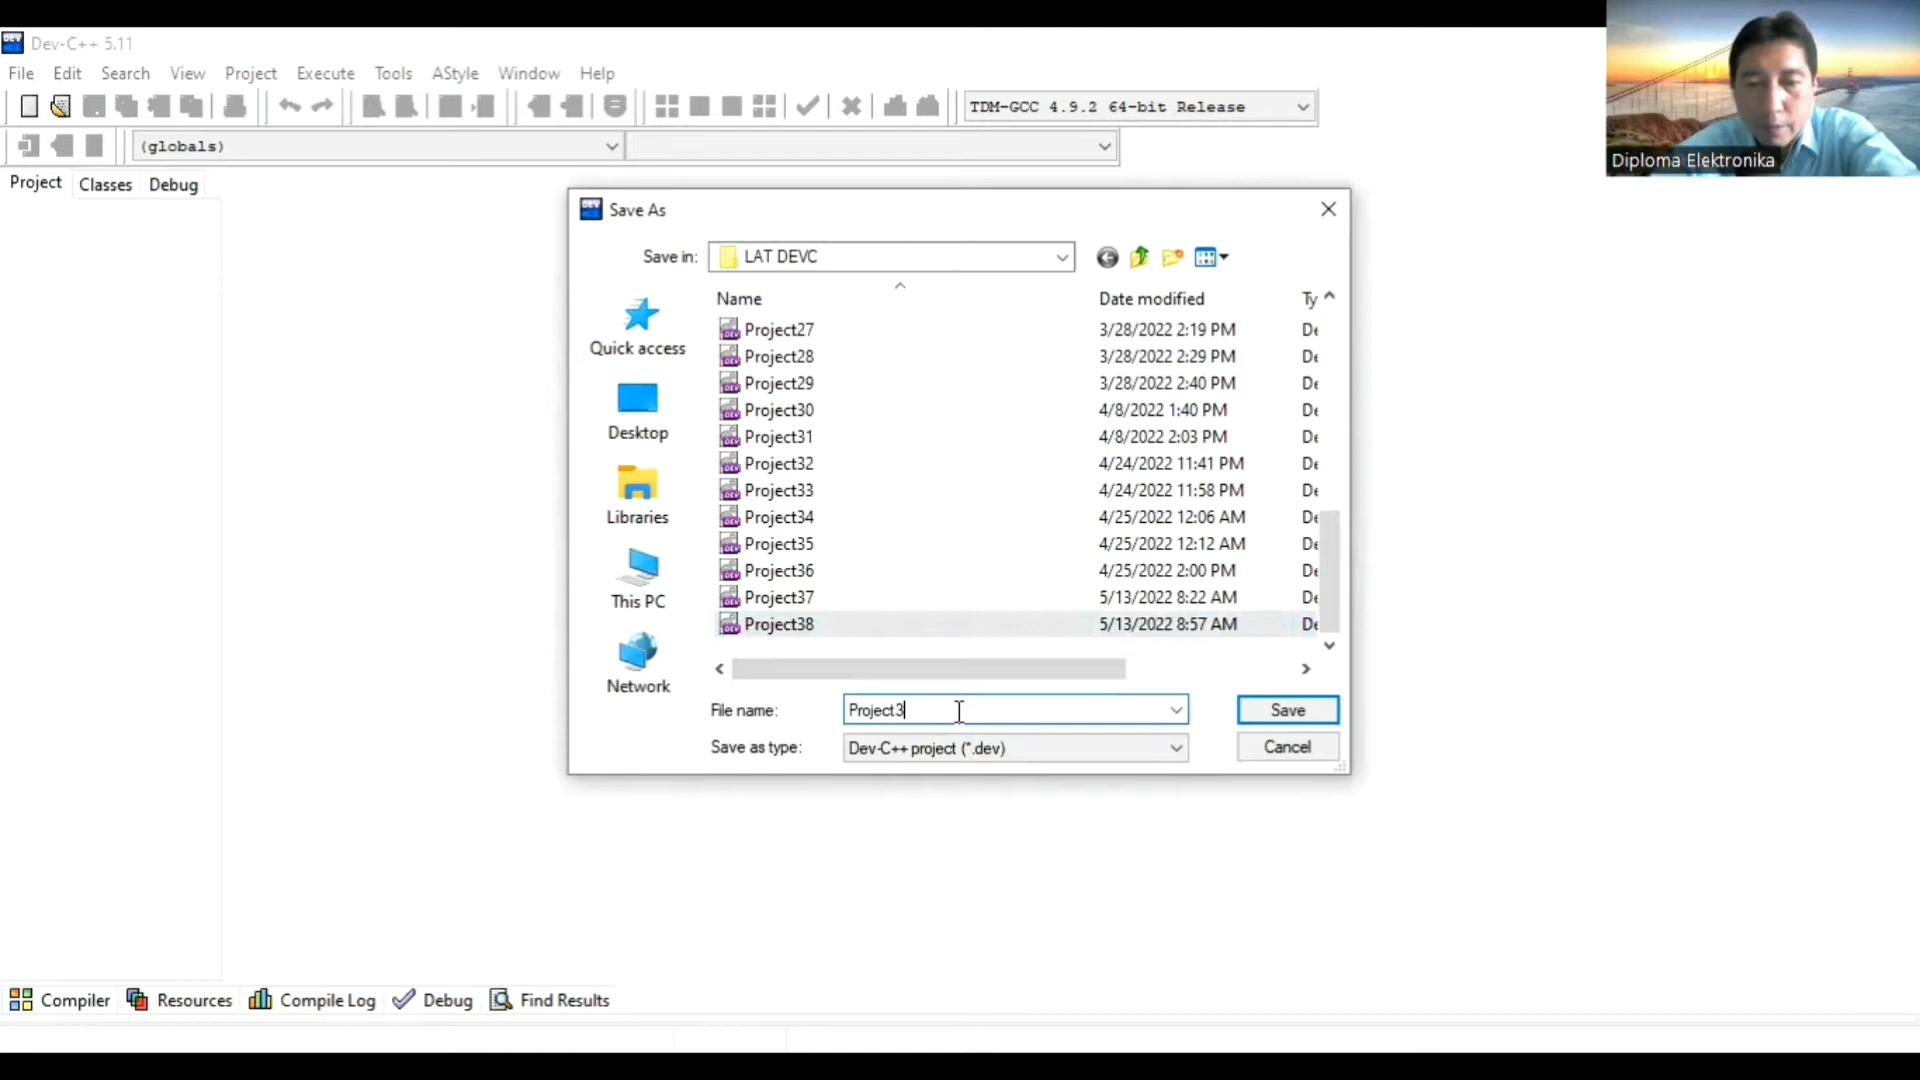 Dev-C++ 5.11
File Edit Search View Project Execute Tools AStyle Window Help
TDM-GCC 4.9.2 64-bit Release
(globals)
Project Classes Debug
Diploma Elektronika
Save As
Save in: LAT DEVC
Name Date modified Ty
Project27 3/28/2022 2:19 PM De
Project28 3/28/2022 2:29 PM De
Project29 3/28/2022 2:40 PM De
Project30 4/8/2022 1:40 PM De
Project31 4/8/2022 2:03 PM De
Project32 4/24/2022 11:41 PM De
Project33 4/24/2022 11:58 PM De
Project34 4/25/2022 12:06 AM De
Project35 4/25/2022 12:12 AM De
Project36 4/25/2022 2:00 PM De
Project37 5/13/2022 8:22 AM De
Project38 5/13/2022 8:57 AM De
Quick access
Desktop
Libraries
This PC
Network
File name: Project3 Save
Save as type: Dev-C++ project (*.dev) Cancel
Compiler Resources Compile Log Debug Find Results